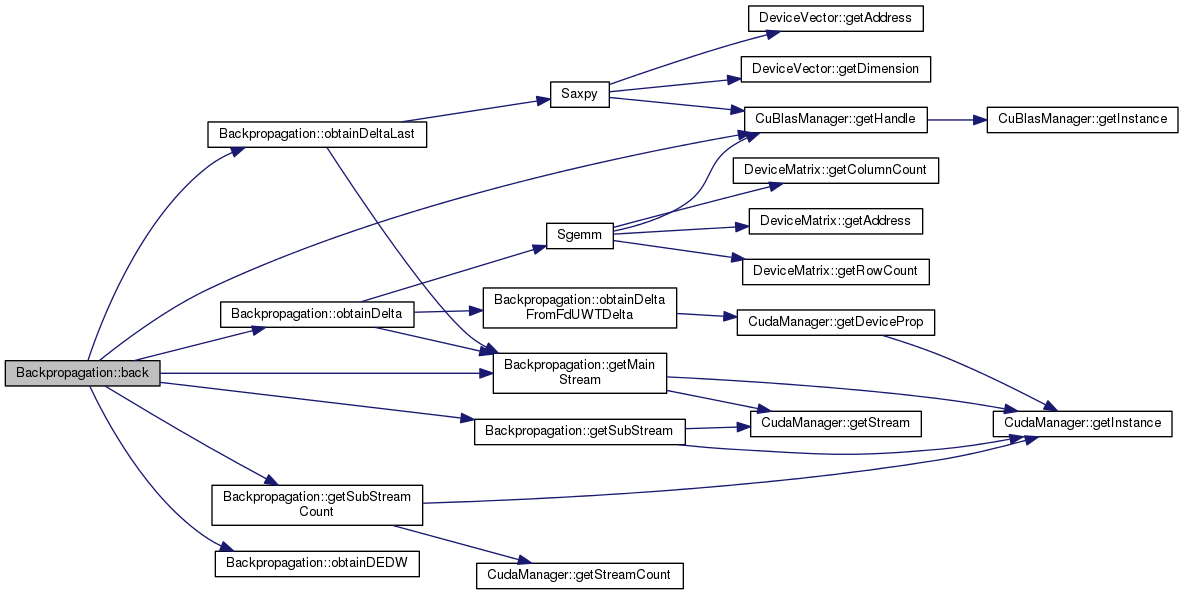 DeviceVector::getAddress
DeviceVector::getDimension
Saxpy
CuBlasManager::getHandle
CuBlasManager::getInstance
Backpropagation::obtainDeltaLast
DeviceMatrix::getColumnCount
DeviceMatrix::getAddress
Sgemm
DeviceMatrix::getRowCount
Backpropagation::obtainDelta
FromFdUWTDelta
Backpropagation::obtainDelta
CudaManager::getDeviceProp
Backpropagation::back
Backpropagation::getMain
Stream
CudaManager::getStream
CudaManager::getInstance
Backpropagation::getSubStream
Backpropagation::getSubStream
Count
Backpropagation::obtainDEDW
CudaManager::getStreamCount